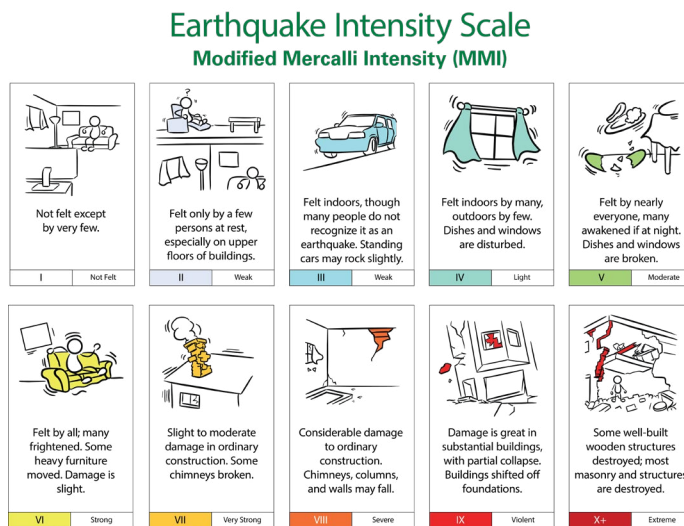 Earthquake Intensity Scale
Modified Mercalli Intensity (MMI)
Not felt except
by very few.
I
Not Felt
?
Felt only by a few
persons at rest,
especially on upper
floors of buildings.
II
Weak
Felt indoors, though
many people do not
recognize it as an
earthquake. Standing
cars may rock slightly.
III
Weak
Felt indoors by many,
outdoors by few.
Dishes and windows
are disturbed.
IV
Light
Felt by nearly
everyone, many
awakened if at night.
Dishes and windows
are broken.
V
Moderate
Felt by all; many
frightened. Some
heavy furniture
moved. Damage is
slight.
VI
Strong
Slight to moderate
damage in ordinary
construction. Some
chimneys broken.
VII
Very Strong
Considerable damage
to ordinary
construction.
Chimneys, columns,
and walls may fall.
VIII
Severe
Damage is great in
substantial buildings,
with partial collapse.
Buildings shifted off
foundations.
IX
Violent
Some well-built
wooden structures
destroyed; most
masonry and structures
are destroyed.
X+
Extreme